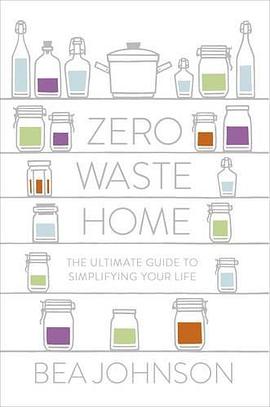 ZERO
WASTE
HOME
THE ULTIMATE GUIDE TO
SIMPLIFYING YOUR LIFE
BEA JOHNSON